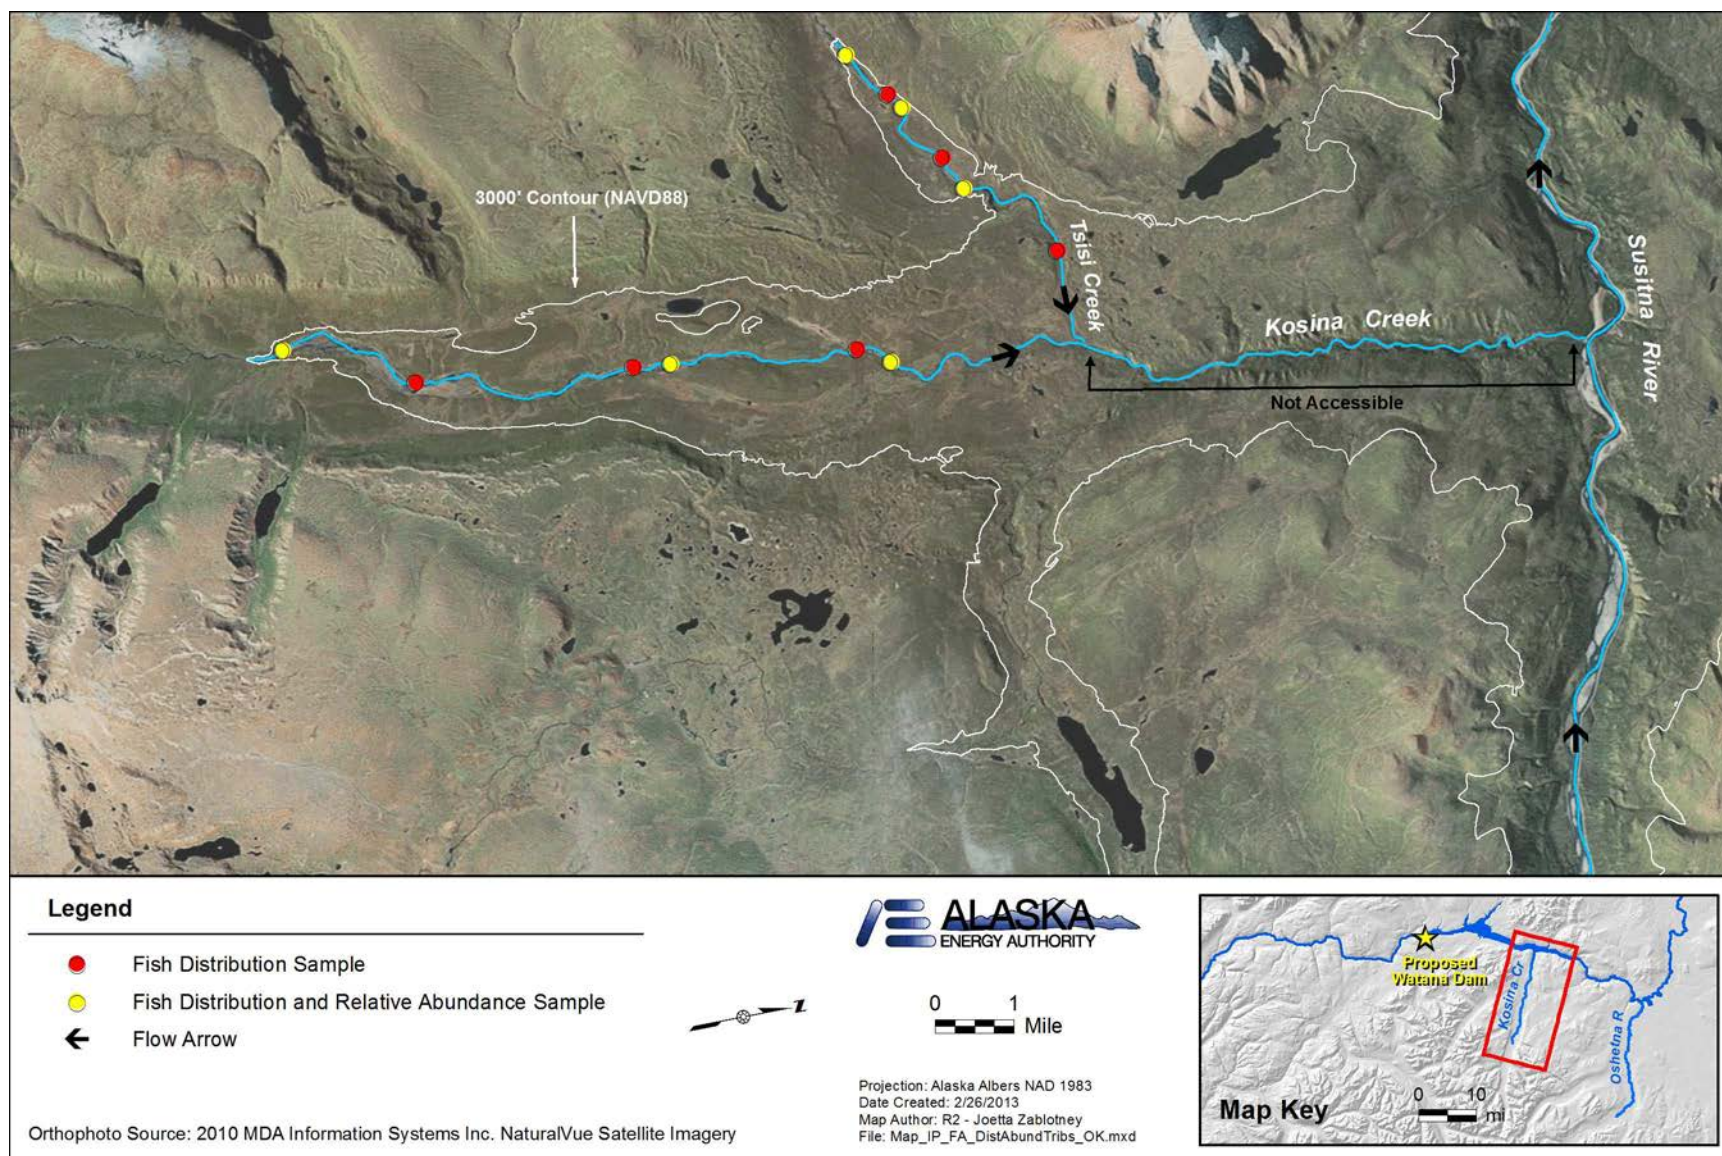 3000' Contour (NAVD88)
Tsisi Creek
Kosina Creek
Susitna River
Not Accessible
Legend
Fish Distribution Sample
Fish Distribution and Relative Abundance Sample
Flow Arrow
Orthophoto Source: 2010 MDA Information Systems Inc. NaturalVue Satellite Imagery
Z
ALASKA
ENERGY AUTHORITY
0 1
Mile
Projection: Alaska Albers NAD 1983
Date Created: 2/26/2013
Map Author: R2 - Joetta Zablotney
File: Map_IP_FA_DistAbundTribs_OK.mxd
Proposed
Watana Dam
Kosina Cr
Oshetna R
0 10
mi
Map Key